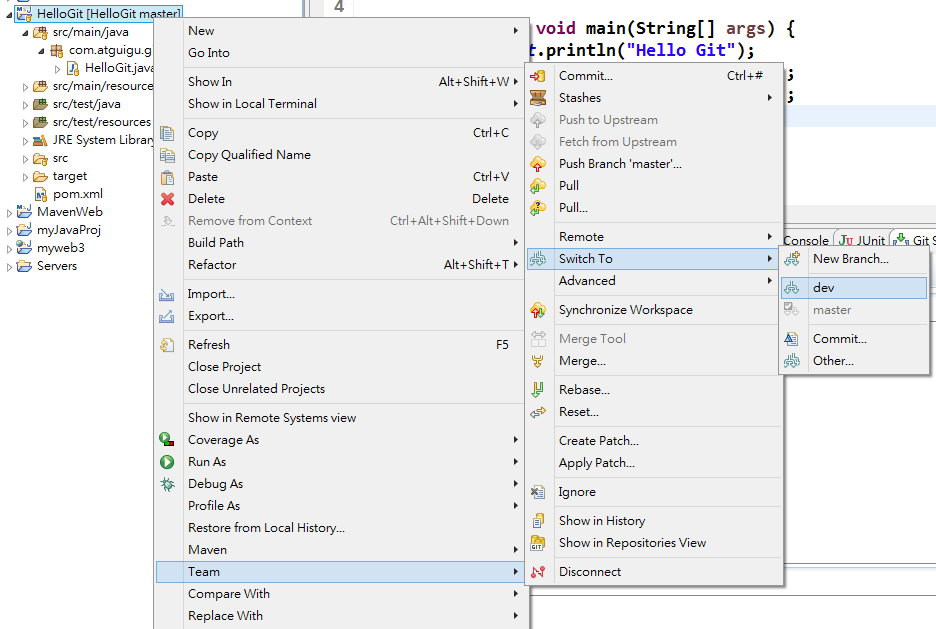 HelloGit [HelloGit master]
src/main/java
com.atguigu.g
HelloGit.java
src/main/resource
src/test/java
src/test/resources
JRE System Library
src
target
pom.xml
MavenWeb
myJavaProj
myweb3
Servers
4
void main(String[] args) {
t.println("Hello Git");
;
;
Console JUnit Git S
New
Go Into
Show In Alt+Shift+W
Show in Local Terminal
Copy Ctrl+C
Copy Qualified Name
Paste Ctrl+V
Delete Delete
Remove from Context Ctrl+Alt+Shift+Down
Build Path
Refactor Alt+Shift+T
Import...
Export...
Refresh F5
Close Project
Close Unrelated Projects
Show in Remote Systems view
Coverage As
Run As
Debug As
Profile As
Restore from Local History...
Maven
Team
Compare With
Replace With
Commit... Ctrl+#
Stashes
Push to Upstream
Fetch from Upstream
Push Branch 'master'...
Pull
Pull...
Remote
Switch To
Advanced
Synchronize Workspace
Merge Tool
Merge...
Rebase...
Reset...
Create Patch...
Apply Patch...
Ignore
Show in History
Show in Repositories View
Disconnect
New Branch...
dev
master
Commit...
Other...